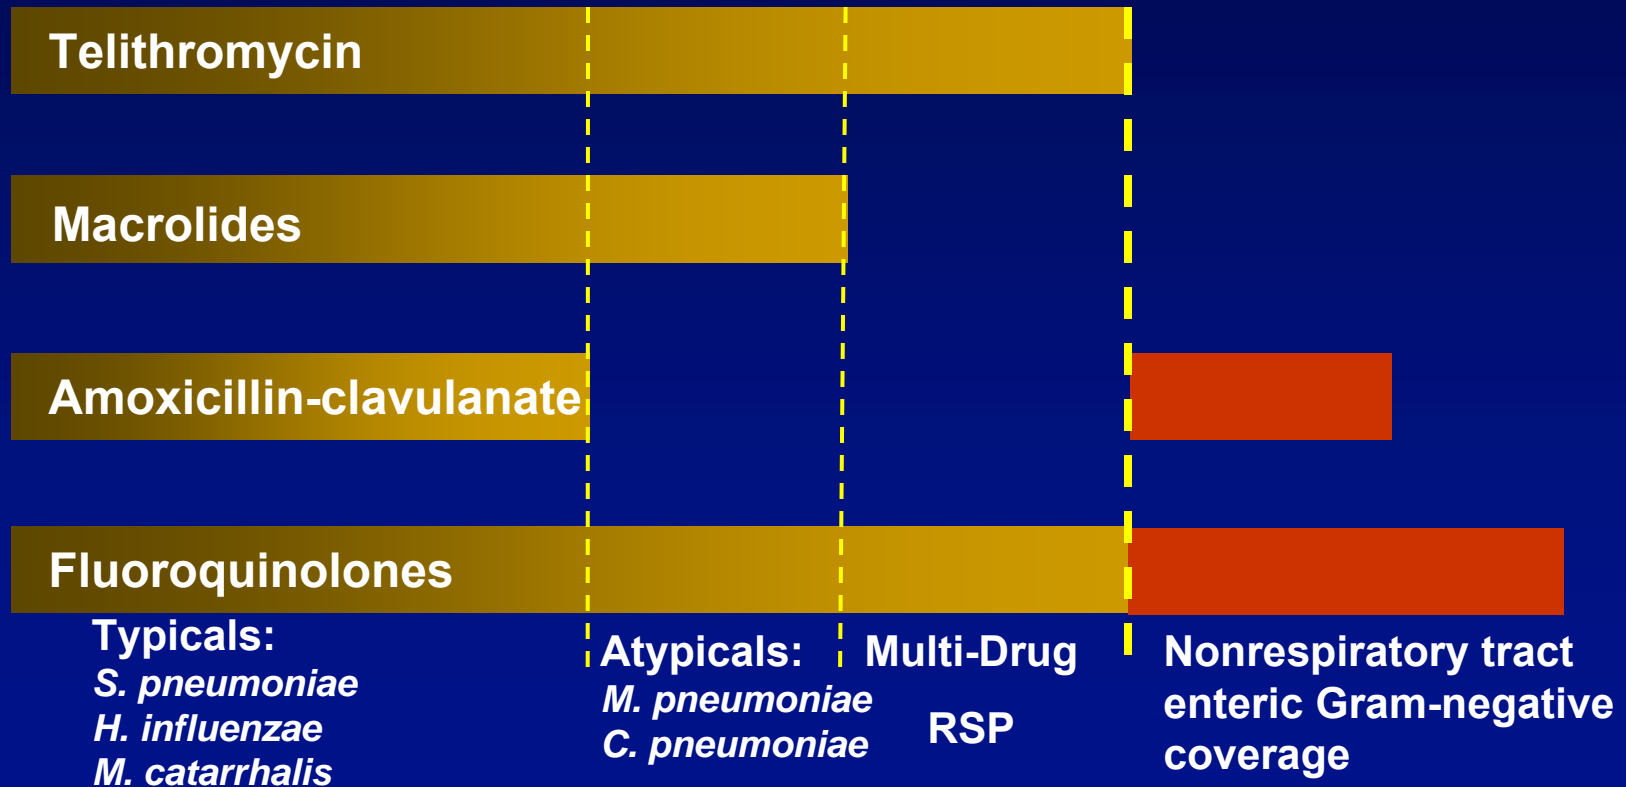 Telithromycin
Macrolides
Amoxicillin-clavulanate
Fluoroquinolones
Typicals:
S. pneumoniae
H. influenzae
M. catarrhalis
Atypicals:
M. pneumoniae
C. pneumoniae
Multi-Drug
RSP
Nonrespiratory tract
enteric Gram-negative
coverage